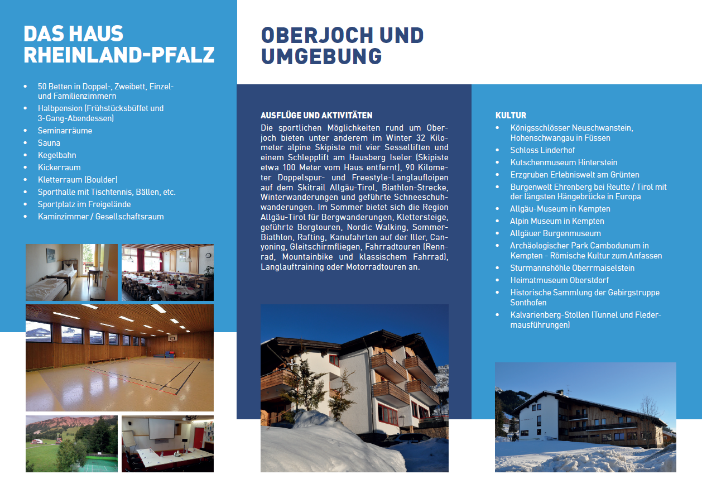 DAS HAUS
RHEINLAND-PFALZ
• 50 Betten in Doppel-, Zweibett, Einzel-
und Familienzimmern
• Halbpension (Frühstücksbüffet und
3-Gang-Abendessen)
• Seminarräume
• Sauna
• Kegelbahn
• Kickerraum
• Kletterraum (Boulder)
• Sporthalle mit Tischtennis, Bällen, etc.
• Sportplatz im Freigelände
• Kaminzimmer / Gesellschaftsraum
OBERJOCH UND
UMGEBUNG
AUSFLÜGE UND AKTIVITÄTEN
Die sportlichen Möglichkeiten rund um Ober-
joch bieten unter anderem im Winter 32 Kilo-
meter alpine Skipiste mit vier Sesselliften und
einem Schlepplift am Hausberg Iseler (Skipiste
etwa 100 Meter vom Haus entfernt), 90 Kilome-
ter Doppelspur- und Freestyle-Langlaufloipen
auf dem Skitrail Allgäu-Tirol, Biathlon-Strecke,
Winterwanderungen und geführte Schneeschuh-
wanderungen. Im Sommer bietet sich die Region
Allgäu-Tirol für Bergwanderungen, Klettersteige,
geführte Bergtouren, Nordic Walking, Sommer-
Biathlon, Rafting, Kanufahrten auf der Iller, Can-
yoning, Gleitschirmfliegen, Fahrradtouren (Renn-
rad, Mountainbike und klassischem Fahrrad),
Langlauftraining oder Motorradtouren an.
KULTUR
• Königsschlösser Neuschwanstein,
Hohenschwangau in Füssen
• Schloss Linderhof
• Kutschenmuseum Hinterstein
• Erzgruben Erlebniswelt am Grünten
• Burgenwelt Ehrenberg bei Reutte / Tirol mit
der längsten Hängebrücke in Europa
• Allgäu-Museum in Kempten
• Alpin Museum in Kempten
• Allgäuer Burgenmuseum
• Archäologischer Park Cambodunum in
Kempten - Römische Kultur zum Anfassen
• Sturmannshöhle Oberrmaiselstein
• Heimatmuseum Oberstdorf
• Historische Sammlung der Gebirgstruppe
Sonthofen
• Kalvarienberg-Stollen (Tunnel und Fleder-
mausführungen)